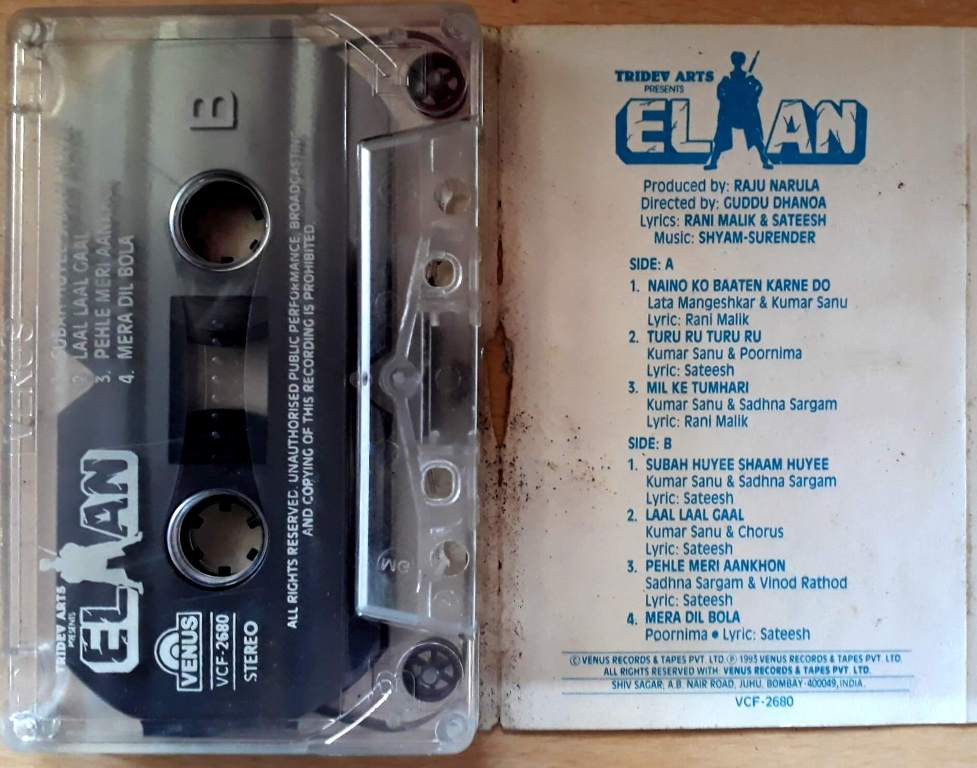 B
1. SUBAH HUYEE SHAAM HUYEE
2. LAAL LAAL GAAL
3. PEHLE MERI AANKHON
4. MERA DIL BOLA
VENUS
TRIDEV ARTS
PRESENTS
ELAAN
VENUS
VCF-2680
STEREO
ALL RIGHTS RESERVED. UNAUTHORISED PUBLIC PERFORMANCE, BROADCASTING
AND COPYING OF THIS RECORDING IS PROHIBITED
TRIDEV ARTS
PRESENTS
ELAAN
Produced by: RAJU NARULA
Directed by: GUDDU DHANOA
Lyrics: RANI MALIK & SATEESH
Music: SHYAM-SURENDER
SIDE: A
1. NAINO KO BAATEN KARNE DO
Lata Mangeshkar & Kumar Sanu
Lyric: Rani Malik
2. TURU RU TURU RU
Kumar Sanu & Poornima
Lyric: Sateesh
3. MIL KE TUMHARI
Kumar Sanu & Sadhna Sargam
Lyric: Rani Malik
SIDE: B
1. SUBAH HUYEE SHAAM HUYEE
Kumar Sanu & Sadhna Sargam
Lyric: Sateesh
2. LAAL LAAL GAAL
Kumar Sanu & Chorus
Lyric: Sateesh
3. PEHLE MERI AANKHON
Sadhna Sargam & Vinod Rathod
Lyric: Sateesh
4. MERA DIL BOLA
Poornima • Lyric: Sateesh
© VENUS RECORDS & TAPES PVT. LTD. ℗ 1993 VENUS RECORDS & TAPES PVT. LTD.
ALL RIGHTS RESERVED WITH: VENUS RECORDS & TAPES PVT. LTD.
SHIV SAGAR, A.B. NAIR ROAD, JUHU, BOMBAY-400049, INDIA.
VCF-2680